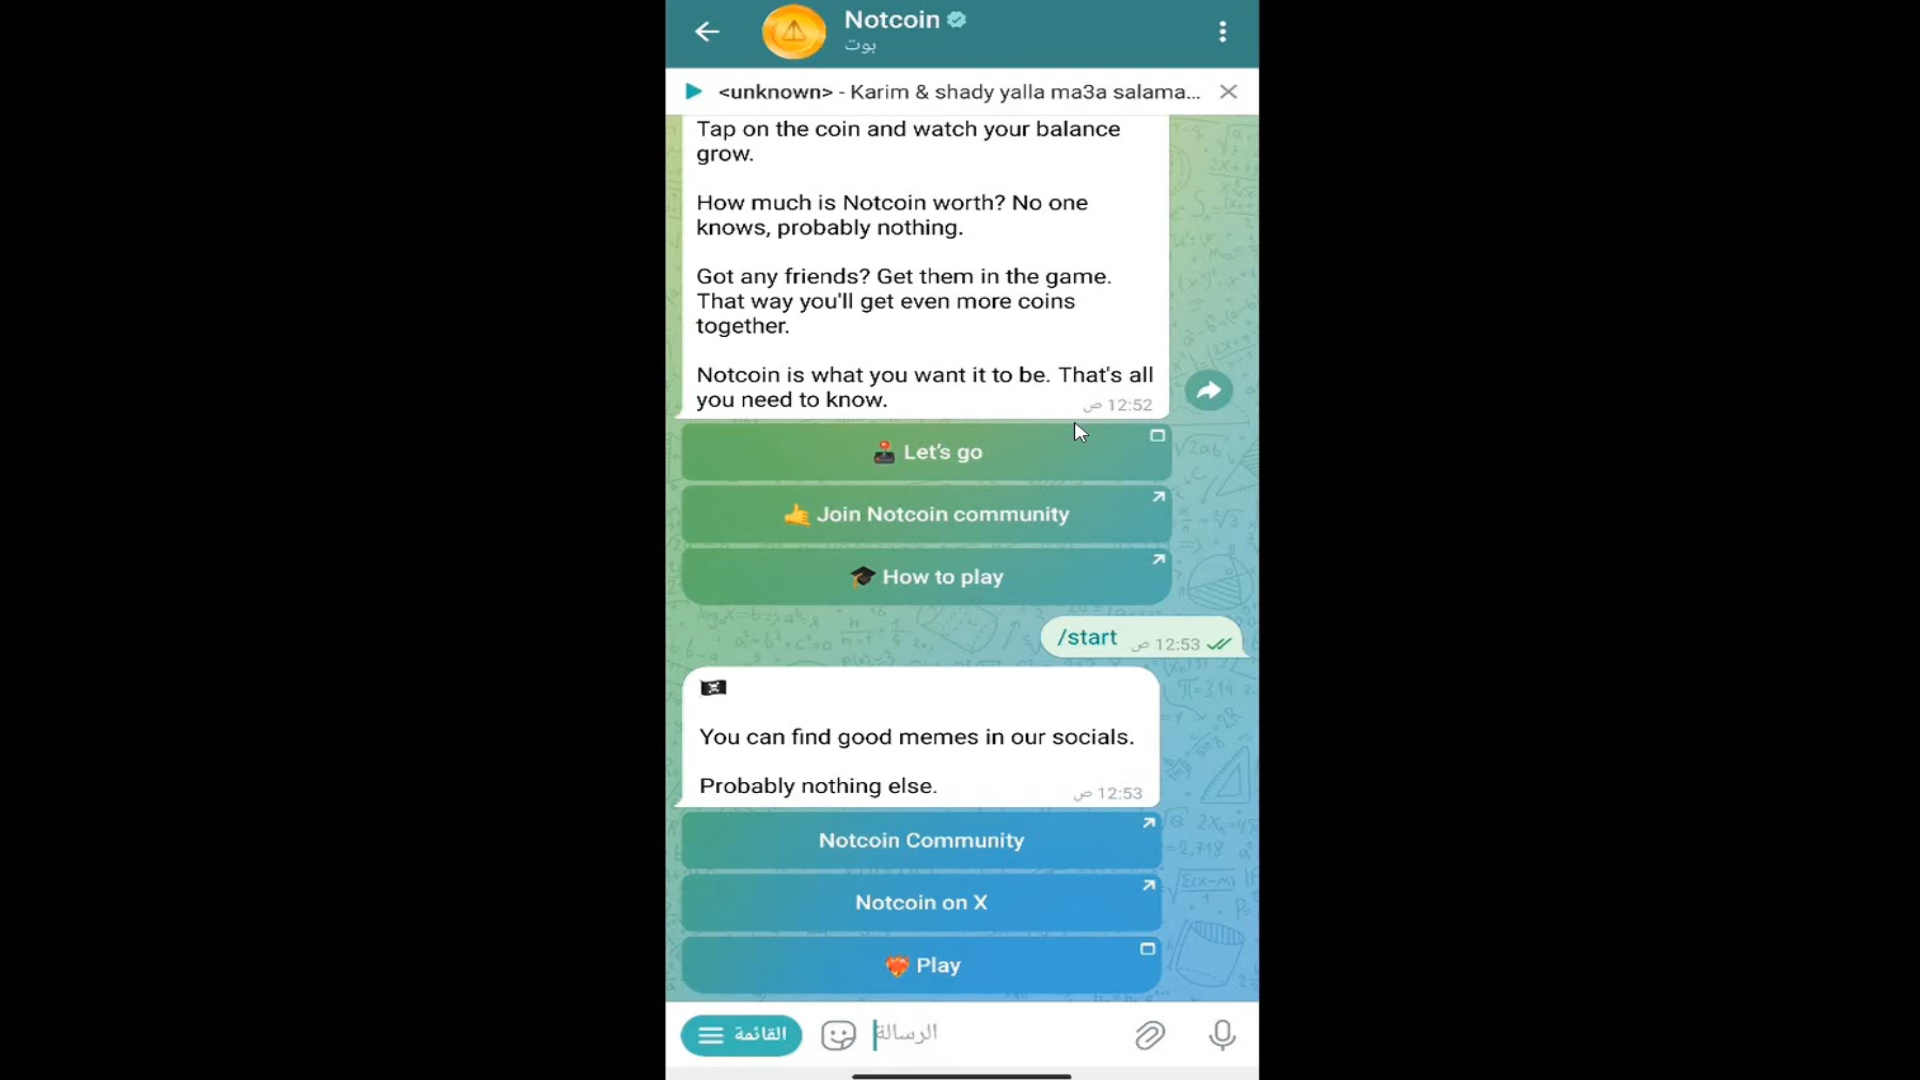 Notcoin
بوت
<unknown> - Karim & shady yalla ma3a salama...
Tap on the coin and watch your balance
grow.
How much is Notcoin worth? No one
knows, probably nothing.
Got any friends? Get them in the game.
That way you'll get even more coins
together.
Notcoin is what you want it to be. That's all
you need to know.
12:52 ص
Let's go
Join Notcoin community
How to play
/start
12:53 ص
You can find good memes in our socials.
Probably nothing else.
12:53 ص
Notcoin Community
Notcoin on X
Play
القائمة
الرسالة